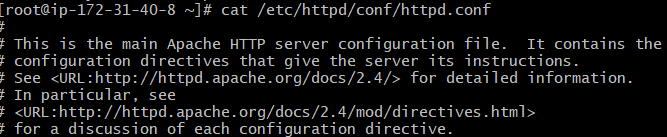 [root@ip-172-31-40-8 ~]# cat /etc/httpd/conf/httpd.conf
#
# This is the main Apache HTTP server configuration file.  It contains the
# configuration directives that give the server its instructions.
# See <URL:http://httpd.apache.org/docs/2.4/> for detailed information.
# In particular, see
# <URL:http://httpd.apache.org/docs/2.4/mod/directives.html>
# for a discussion of each configuration directive.